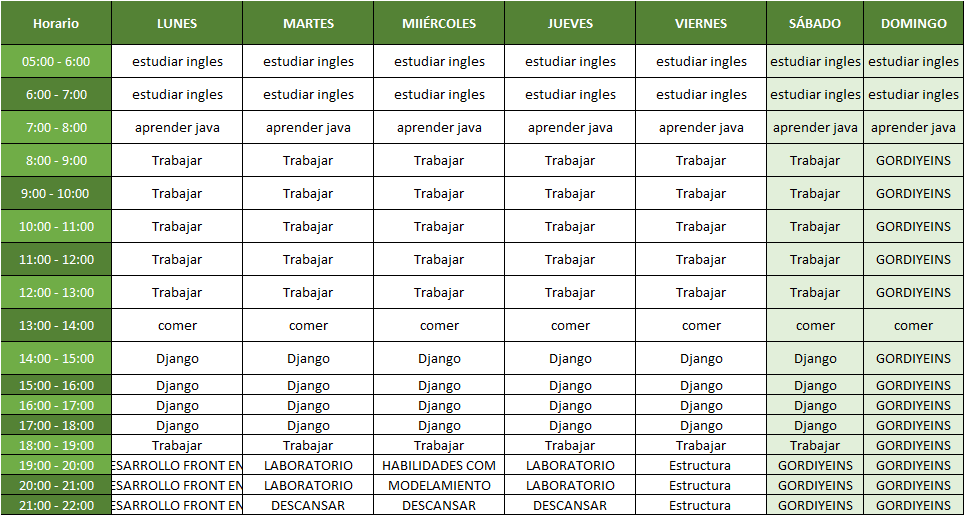 Horario LUNES MARTES MIIÉRCOLES JUEVES VIERNES SÁBADO DOMINGO
05:00 - 6:00 estudiar ingles estudiar ingles estudiar ingles estudiar ingles estudiar ingles estudiar ingles estudiar ingles
6:00 - 7:00 estudiar ingles estudiar ingles estudiar ingles estudiar ingles estudiar ingles estudiar ingles estudiar ingles
7:00 - 8:00 aprender java aprender java aprender java aprender java aprender java aprender java aprender java
8:00 - 9:00 Trabajar Trabajar Trabajar Trabajar Trabajar Trabajar GORDIYEINS
9:00 - 10:00 Trabajar Trabajar Trabajar Trabajar Trabajar Trabajar GORDIYEINS
10:00 - 11:00 Trabajar Trabajar Trabajar Trabajar Trabajar Trabajar GORDIYEINS
11:00 - 12:00 Trabajar Trabajar Trabajar Trabajar Trabajar Trabajar GORDIYEINS
12:00 - 13:00 Trabajar Trabajar Trabajar Trabajar Trabajar Trabajar GORDIYEINS
13:00 - 14:00 comer comer comer comer comer comer comer
14:00 - 15:00 Django Django Django Django Django Django GORDIYEINS
15:00 - 16:00 Django Django Django Django Django Django GORDIYEINS
16:00 - 17:00 Django Django Django Django Django Django GORDIYEINS
17:00 - 18:00 Django Django Django Django Django Django GORDIYEINS
18:00 - 19:00 Trabajar Trabajar Trabajar Trabajar Trabajar Trabajar GORDIYEINS
19:00 - 20:00 ESARROLLO FRONT EN LABORATORIO HABILIDADES COM LABORATORIO Estructura GORDIYEINS GORDIYEINS
20:00 - 21:00 ESARROLLO FRONT EN LABORATORIO MODELAMIENTO LABORATORIO Estructura GORDIYEINS GORDIYEINS
21:00 - 22:00 ESARROLLO FRONT EN DESCANSAR DESCANSAR DESCANSAR Estructura GORDIYEINS GORDIYEINS